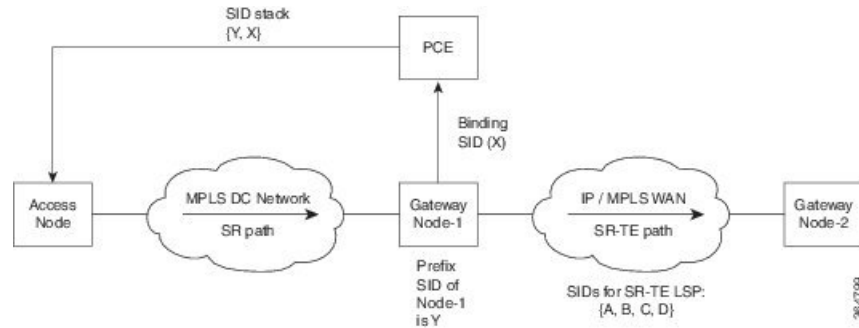 SID stack
{Y, X}
PCE
Binding
SID (X)
Access
Node
MPLS DC Network
SR path
Gateway
Node-1
IP / MPLS WAN
SR-TE path
Gateway
Node-2
Prefix
SID of
Node-1
is Y
SIDs for SR-TE LSP:
{A, B, C, D}